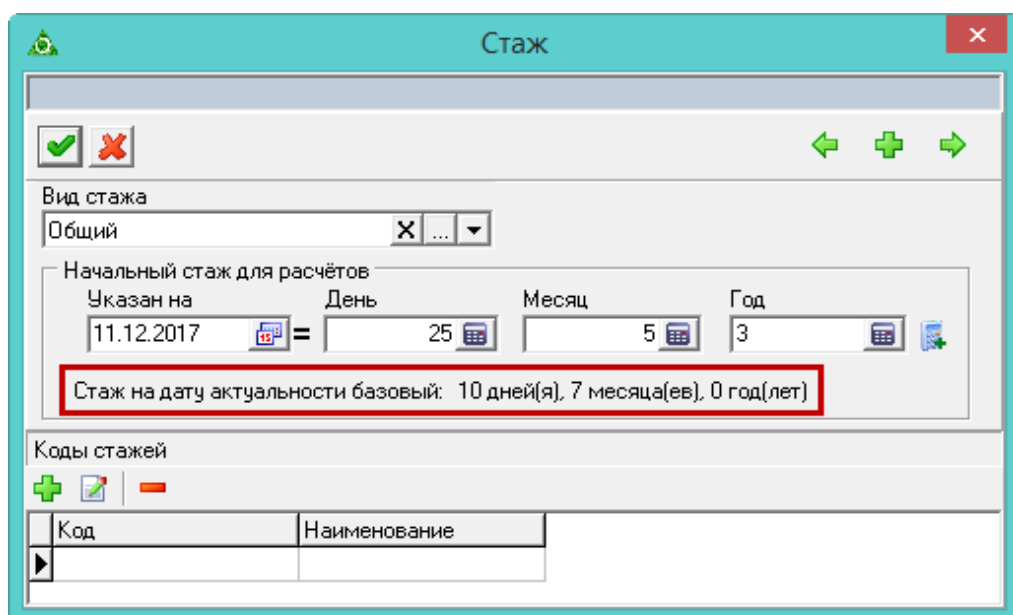 Стаж
Вид стажа
Общий
Начальный стаж для расчётов
Указан на День Месяц Год
11.12.2017 = 25 5 3
Стаж на дату актуальности базовый: 10 дней(я), 7 месяца(ев), 0 год(лет)
Коды стажей
Код Наименование